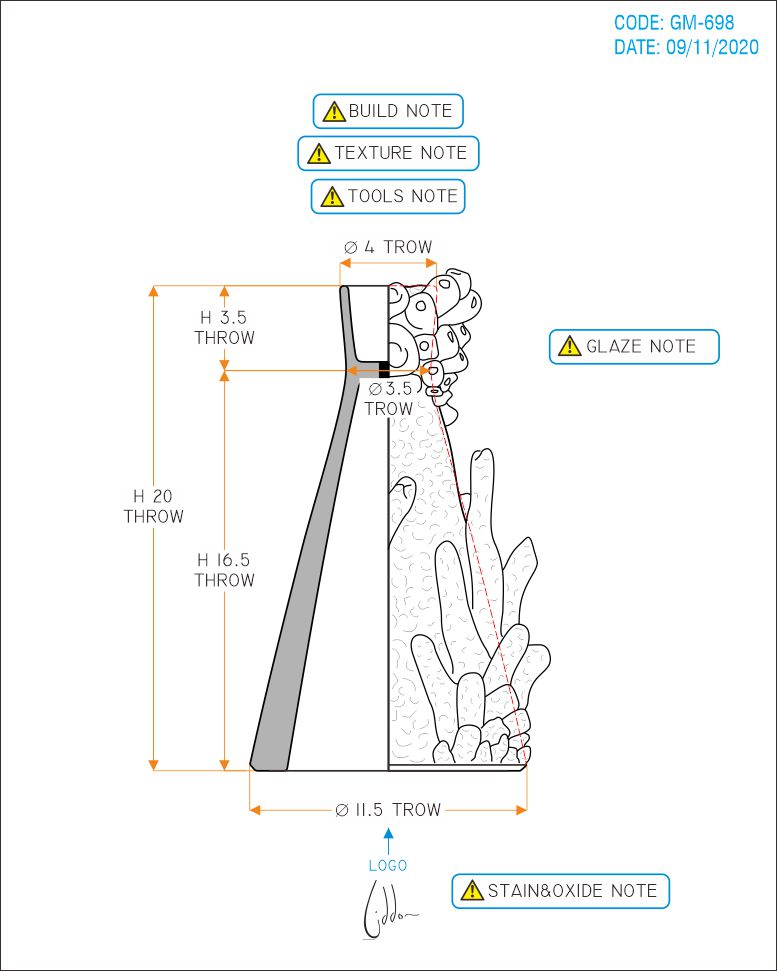 CODE: GM-698
DATE: 09/11/2020
BUILD NOTE
TEXTURE NOTE
TOOLS NOTE
Ø 4 TROW
H 3.5
THROW
GLAZE NOTE
Ø3.5
TROW
H 20
THROW
H 16.5
THROW
Ø 11.5 TROW
LOGO
STAIN&OXIDE NOTE